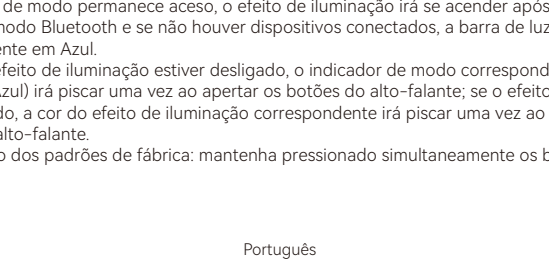 de modo permanece aceso, o efeito de iluminação irá se acender após
modo Bluetooth e se não houver dispositivos conectados, a barra de luz
ente em Azul.
efeito de iluminação estiver desligado, o indicador de modo correspond
Azul) irá piscar uma vez ao apertar os botões do alto-falante; se o efeito
do, a cor do efeito de iluminação correspondente irá piscar uma vez ao
alto-falante.
o dos padrões de fábrica: mantenha pressionado simultaneamente os b
Português